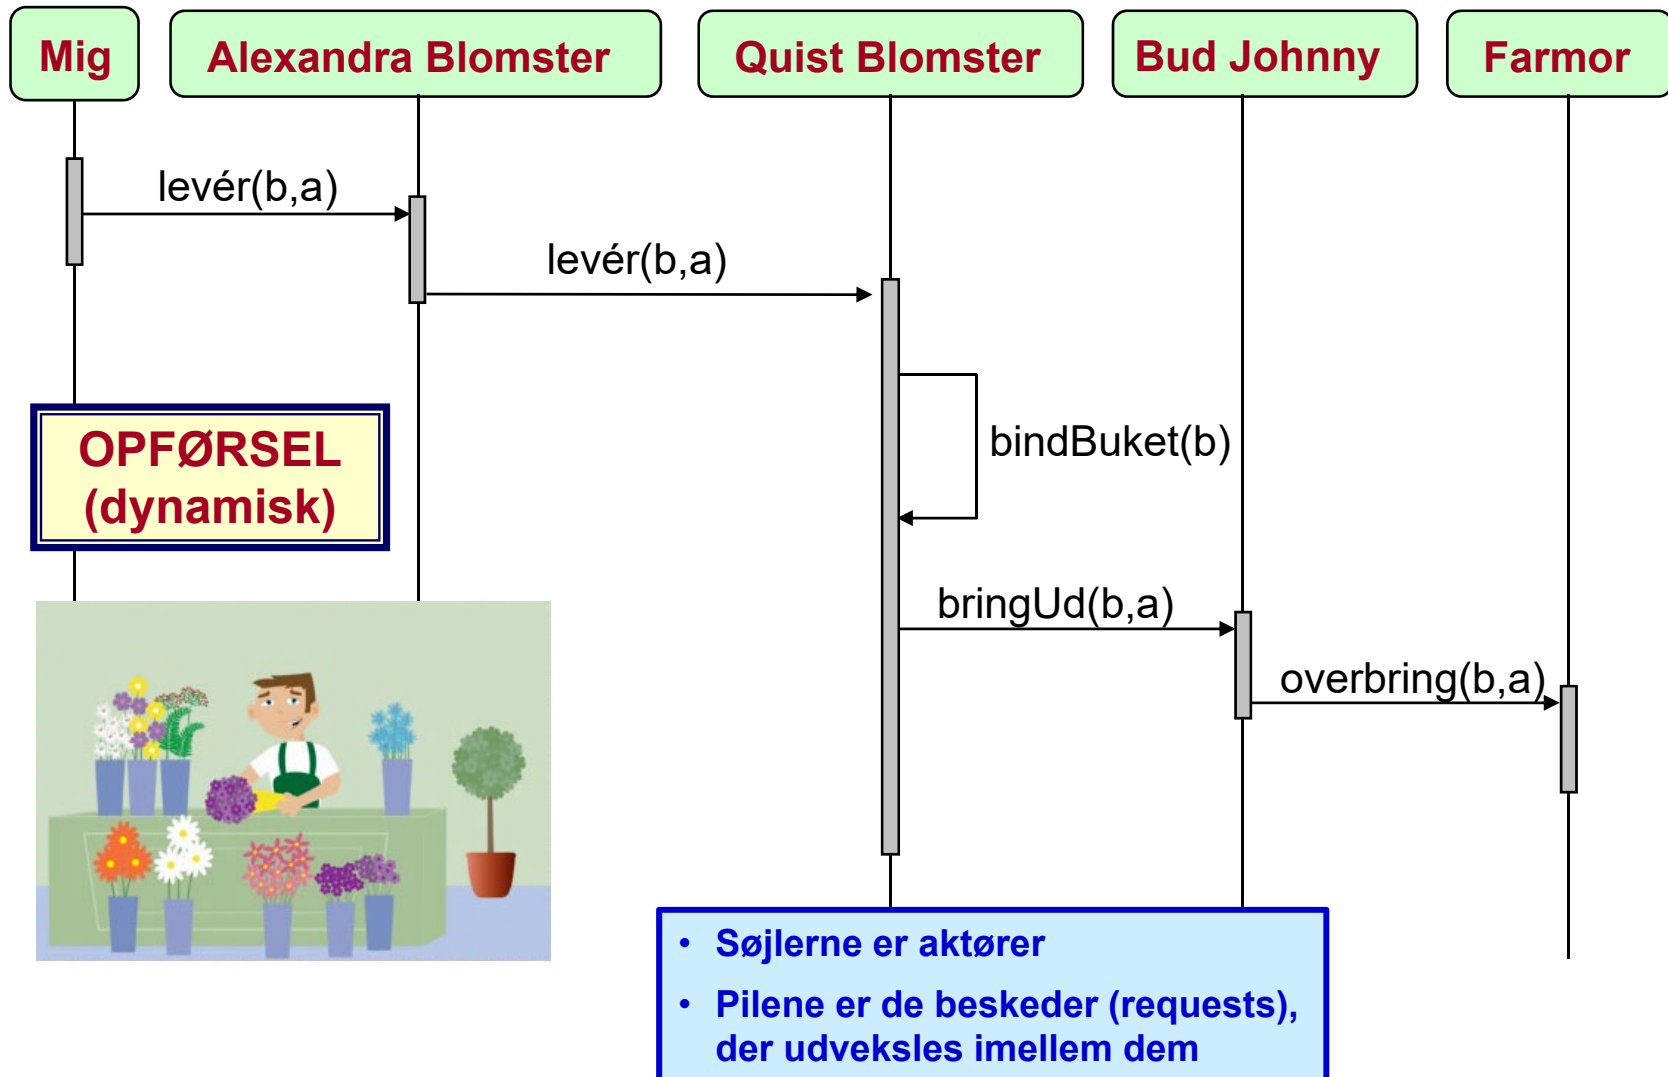 Mig
Alexandra Blomster
Quist Blomster
Bud Johnny
Farmor
levér(b,a)
levér(b,a)
bindBuket(b)
OPFØRSEL
(dynamisk)
bringUd(b,a)
overbring(b,a)
• Søjlerne er aktører
• Pilene er de beskeder (requests),
der udveksles imellem dem